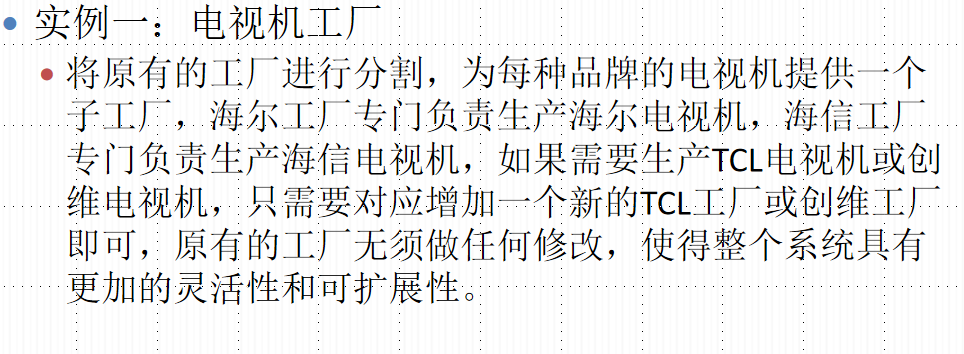 实例一：电视机工厂
将原有的工厂进行分割，为每种品牌的电视机提供一个
子工厂，海尔工厂专门负责生产海尔电视机，海信工厂
专门负责生产海信电视机，如果需要生产TCL电视机或创
维电视机，只需要对应增加一个新的TCL工厂或创维工厂
即可，原有的工厂无须做任何修改，使得整个系统具有
更加的灵活性和可扩展性。